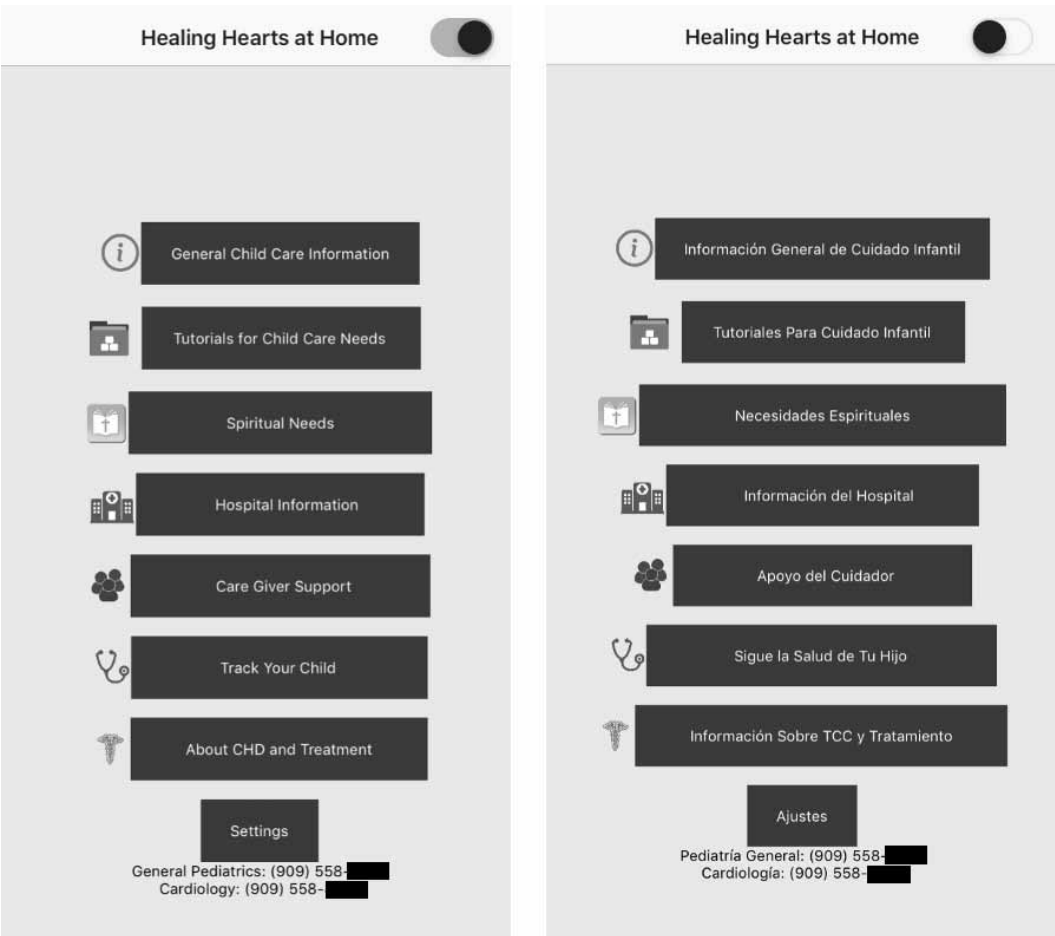 Healing Hearts at Home
General Child Care Information
Tutorials for Child Care Needs
Spiritual Needs
Hospital Information
Care Giver Support
Track Your Child
About CHD and Treatment
Settings
General Pediatrics: (909) 558-
Cardiology: (909) 558-
Healing Hearts at Home
Información General de Cuidado Infantil
Tutoriales Para Cuidado Infantil
Necesidades Espirituales
Información del Hospital
Apoyo del Cuidador
Sigue la Salud de Tu Hijo
Información Sobre TCC y Tratamiento
Ajustes
Pediatría General: (909) 558-
Cardiología: (909) 558-